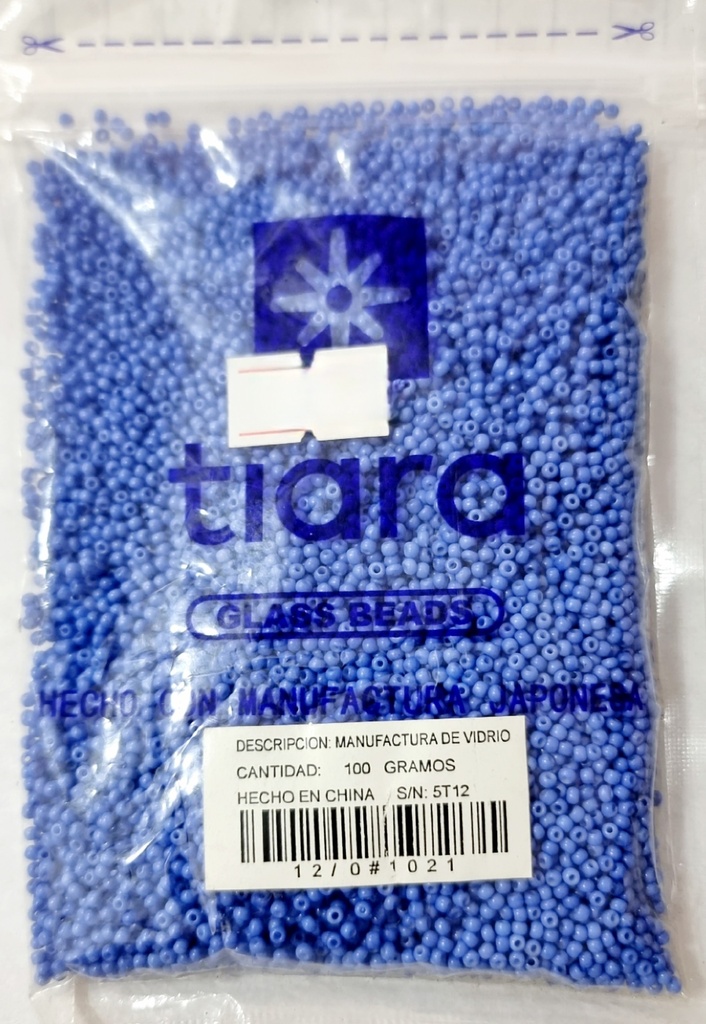 tiara
GLASS BEADS
HECHO CON MANUFACTURA JAPONESA
DESCRIPCION: MANUFACTURA DE VIDRIO
CANTIDAD: 100 GRAMOS
HECHO EN CHINA S/N: 5T12
12/0#1021